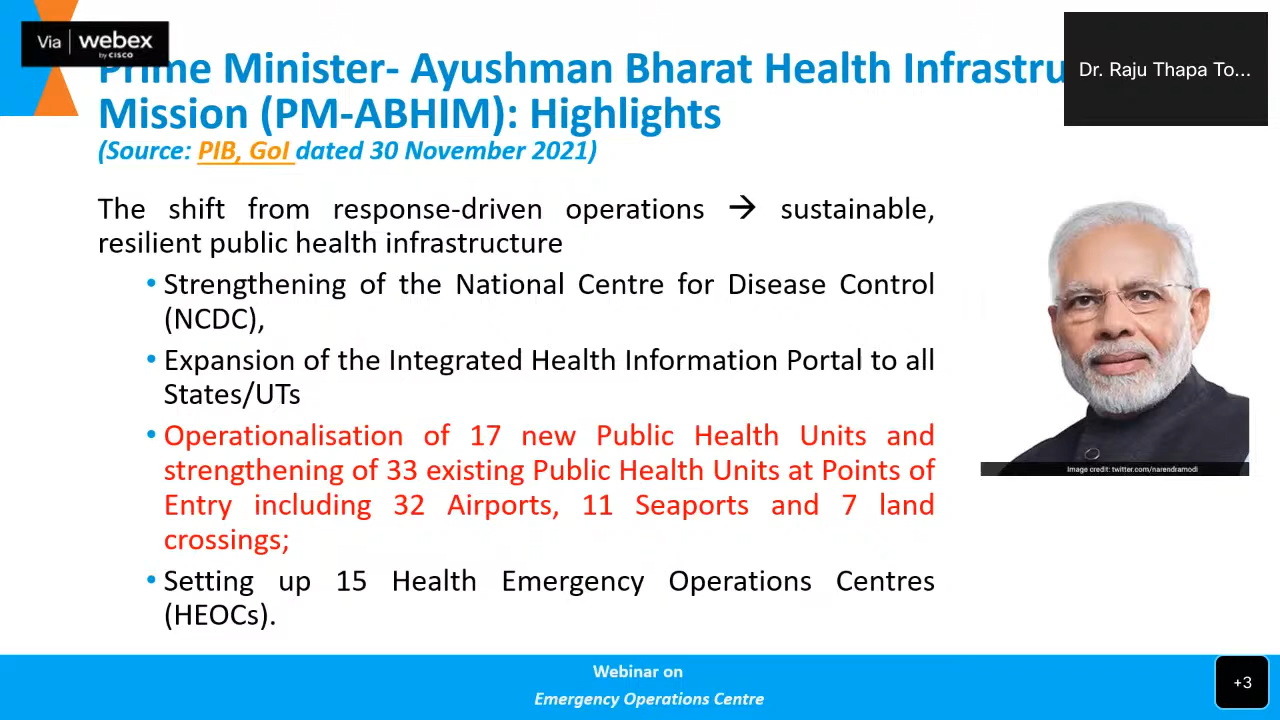 Via webex
by CISCO
Prime Minister- Ayushman Bharat Health Infrastru
Dr. Raju Thapa To...
Mission (PM-ABHIM): Highlights
(Source: PIB, GoI dated 30 November 2021)
The shift from response-driven operations → sustainable,
resilient public health infrastructure
• Strengthening of the National Centre for Disease Control
(NCDC),
• Expansion of the Integrated Health Information Portal to all
States/UTs
• Operationalisation of 17 new Public Health Units and
strengthening of 33 existing Public Health Units at Points of
Entry including 32 Airports, 11 Seaports and 7 land
crossings;
• Setting up 15 Health Emergency Operations Centres
(HEOCs).
Image credit: twitter.com/narendramodi
Webinar on
Emergency Operations Centre
+3